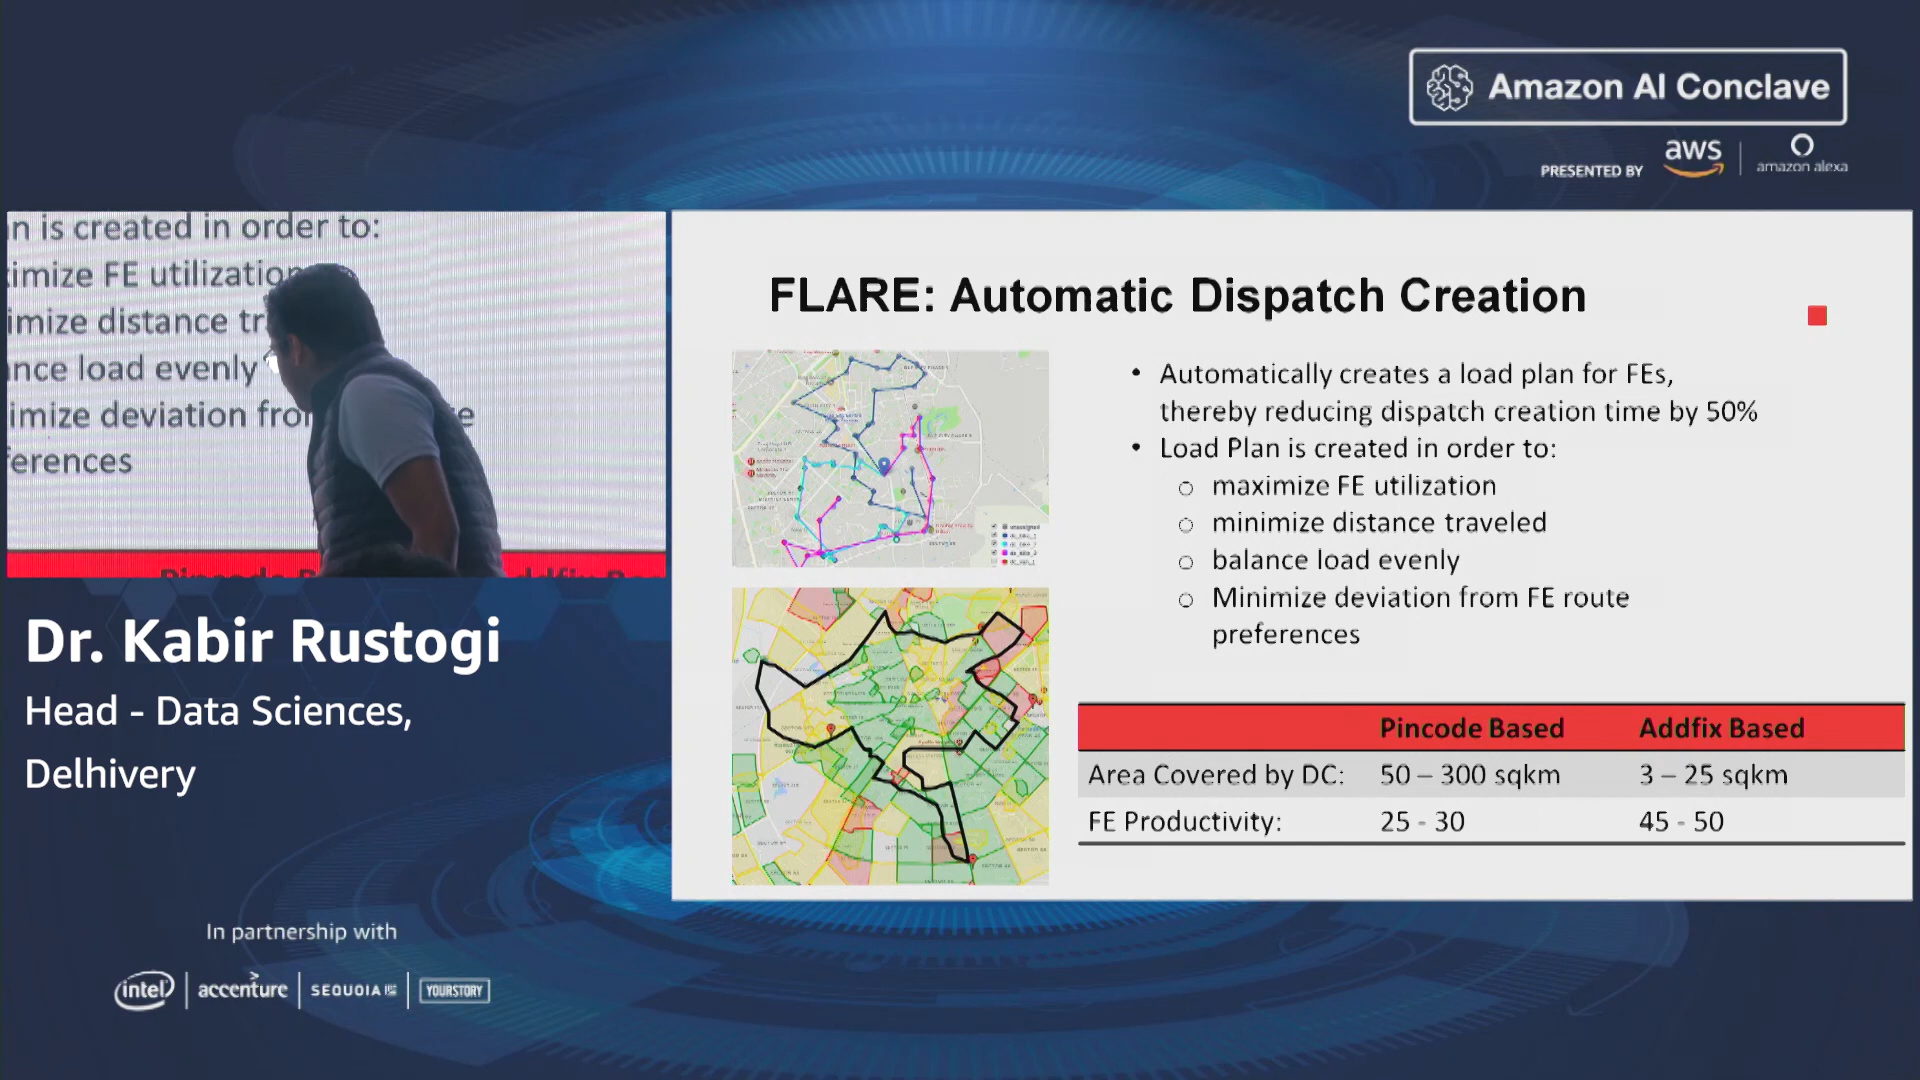 Amazon AI Conclave
PRESENTED BY
aws
amazon alexa
n is created in order to:
imize FE utilization
imize distance tr
nce load evenly
imize deviation fro
e
ferences
Dr. Kabir Rustogi
Head - Data Sciences,
Delhivery
In partnership with
intel
accenture
SEQUOIA
YOURSTORY
FLARE: Automatic Dispatch Creation
• Automatically creates a load plan for FEs,
thereby reducing dispatch creation time by 50%
• Load Plan is created in order to:
○ maximize FE utilization
○ minimize distance traveled
○ balance load evenly
○ Minimize deviation from FE route
preferences
Pincode Based Addfix Based
Area Covered by DC: 50 – 300 sqkm 3 – 25 sqkm
FE Productivity: 25 - 30 45 - 50